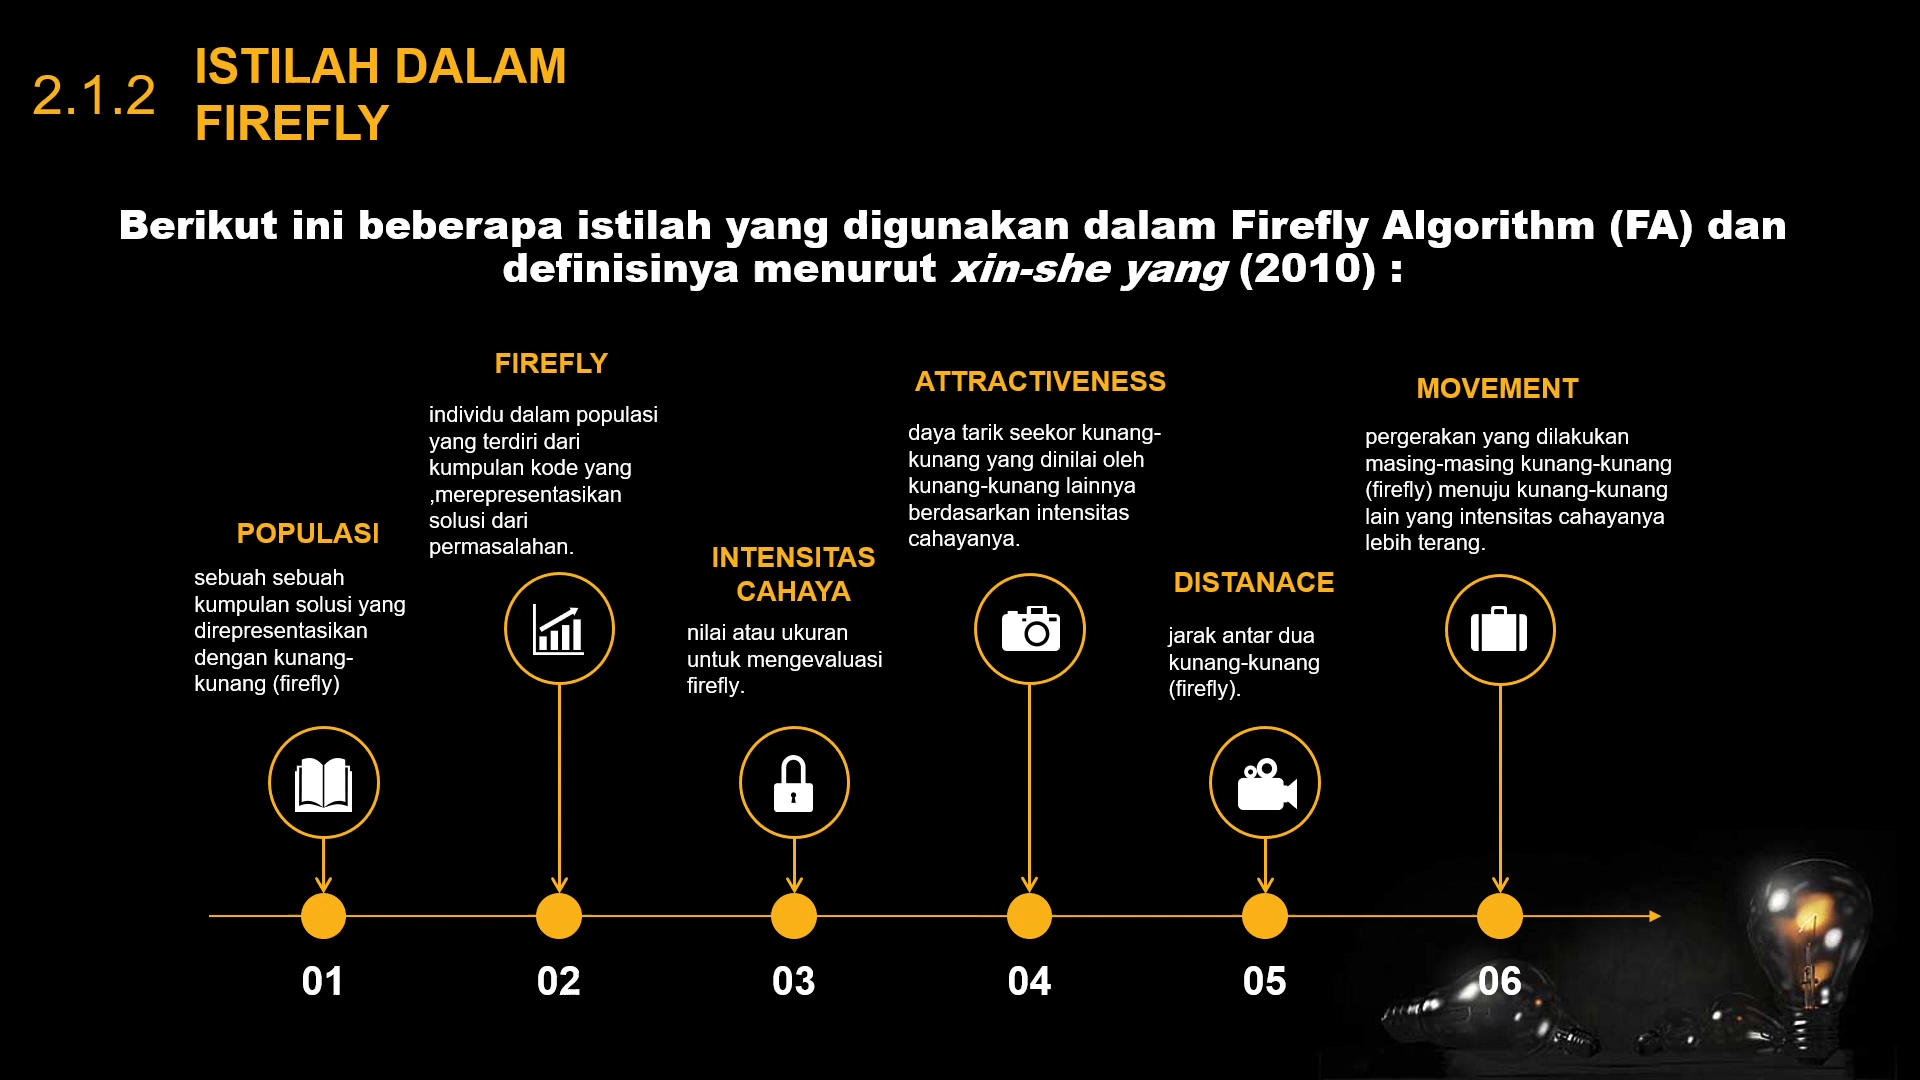 2.1.2
ISTILAH DALAM
FIREFLY
Berikut ini beberapa istilah yang digunakan dalam Firefly Algorithm (FA) dan
definisinya menurut xin-she yang (2010) :
POPULASI
sebuah sebuah
kumpulan solusi yang
direpresentasikan
dengan kunang-
kunang (firefly)
FIREFLY
individu dalam populasi
yang terdiri dari
kumpulan kode yang
,merepresentasikan
solusi dari
permasalahan.
INTENSITAS
CAHAYA
nilai atau ukuran
untuk mengevaluasi
firefly.
ATTRACTIVENESS
daya tarik seekor kunang-
kunang yang dinilai oleh
kunang-kunang lainnya
berdasarkan intensitas
cahayanya.
DISTANACE
jarak antar dua
kunang-kunang
(firefly).
MOVEMENT
pergerakan yang dilakukan
masing-masing kunang-kunang
(firefly) menuju kunang-kunang
lain yang intensitas cahayanya
lebih terang.
01
02
03
04
05
06